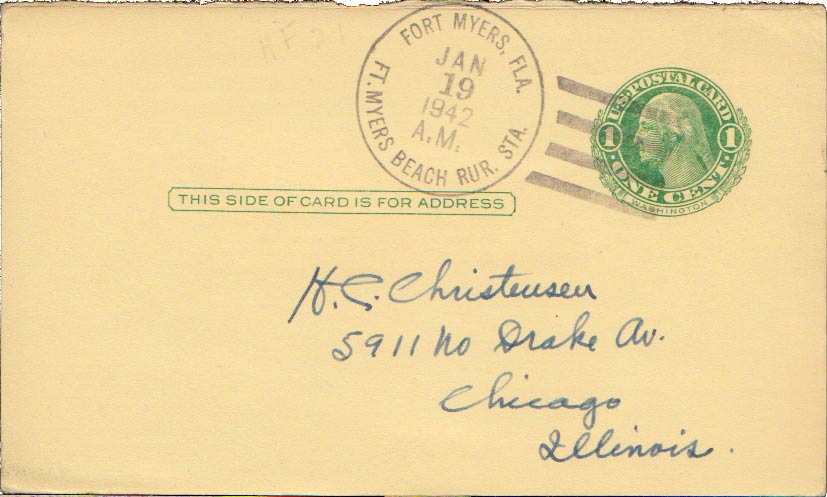 FORT MYERS, FLA.
JAN
19
1942
A.M.
FT. MYERS BEACH RUR. STA.
U.S. POSTAL CARD
1 1
ONE CENT
WASHINGTON
THIS SIDE OF CARD IS FOR ADDRESS
H.C. Christensen
5911 No Drake Av.
Chicago
Illinois.